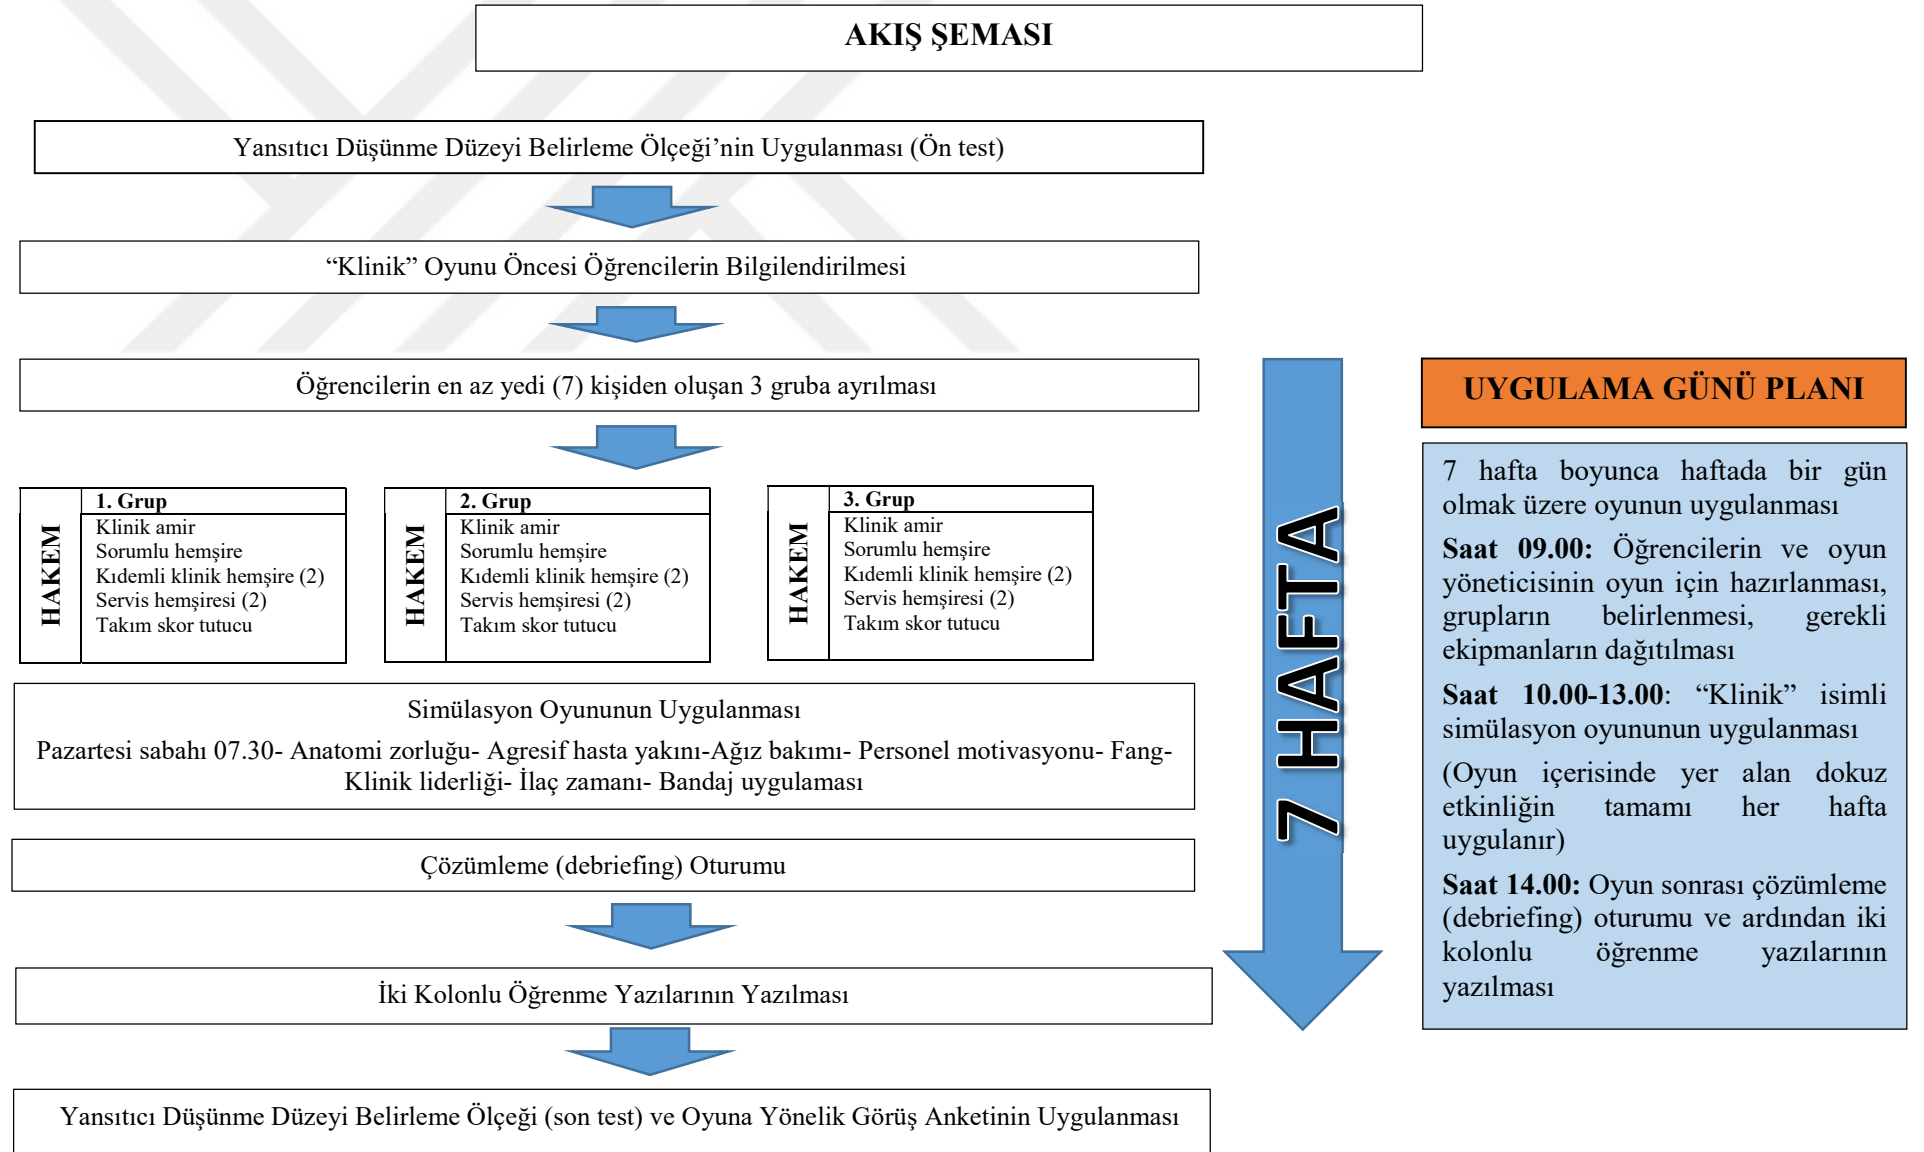 AKIŞ ŞEMASI
Yansıtıcı Düşünme Düzeyi Belirleme Ölçeği’nin Uygulanması (Ön test)
“Klinik” Oyunu Öncesi Öğrencilerin Bilgilendirilmesi
Öğrencilerin en az yedi (7) kişiden oluşan 3 gruba ayrılması
HAKEM
1. Grup
Klinik amir
Sorumlu hemşire
Kıdemli klinik hemşire (2)
Servis hemşiresi (2)
Takım skor tutucu
HAKEM
2. Grup
Klinik amir
Sorumlu hemşire
Kıdemli klinik hemşire (2)
Servis hemşiresi (2)
Takım skor tutucu
HAKEM
3. Grup
Klinik amir
Sorumlu hemşire
Kıdemli klinik hemşire (2)
Servis hemşiresi (2)
Takım skor tutucu
Simülasyon Oyununun Uygulanması
Pazartesi sabahı 07.30- Anatomi zorluğu- Agresif hasta yakını-Ağız bakımı- Personel motivasyonu- Fang-
Klinik liderliği- İlaç zamanı- Bandaj uygulaması
Çözümleme (debriefing) Oturumu
İki Kolonlu Öğrenme Yazılarının Yazılması
Yansıtıcı Düşünme Düzeyi Belirleme Ölçeği (son test) ve Oyuna Yönelik Görüş Anketinin Uygulanması
7 HAFTA
UYGULAMA GÜNÜ PLANI
7 hafta boyunca haftada bir gün
olmak üzere oyunun uygulanması
Saat 09.00: Öğrencilerin ve oyun
yöneticisinin oyun için hazırlanması,
grupların belirlenmesi, gerekli
ekipmanların dağıtılması
Saat 10.00-13.00: “Klinik” isimli
simülasyon oyununun uygulanması
(Oyun içerisinde yer alan dokuz
etkinliğin tamamı her hafta
uygulanır)
Saat 14.00: Oyun sonrası çözümleme
(debriefing) oturumu ve ardından iki
kolonlu öğrenme yazılarının
yazılması